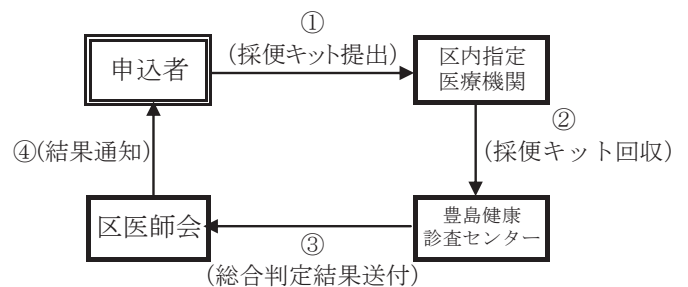 ①
(採便キット提出)
申込者
区内指定
医療機関
②
(採便キット回収)
④(結果通知)
区医師会
豊島健康
診査センター
③
(総合判定結果送付)